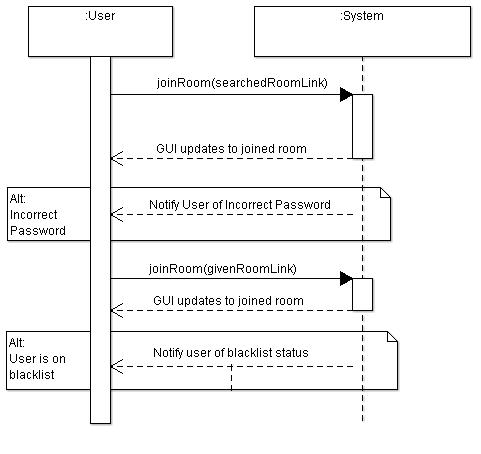 :User
:System
joinRoom(searchedRoomLink)
GUI updates to joined room
Alt:
Incorrect
Password
Notify User of Incorrect Password
joinRoom(givenRoomLink)
GUI updates to joined room
Alt:
User is on
blacklist
Notify user of blacklist status